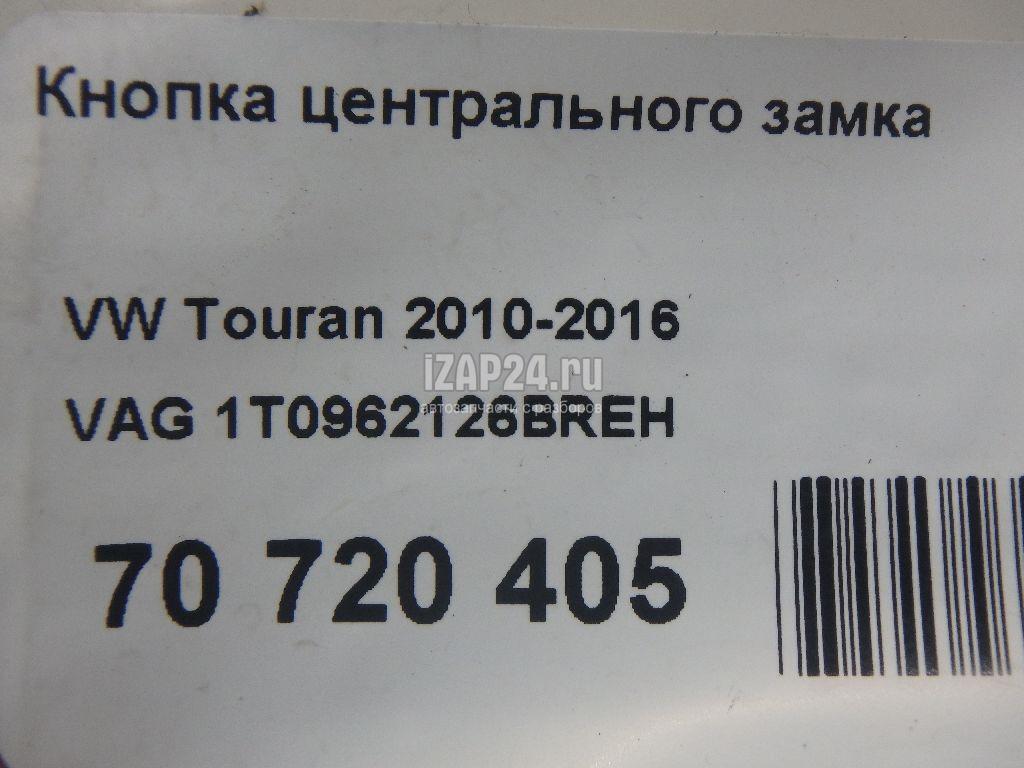 Кнопка центрального замка
VW Touran 2010-2016
iZAP24.ru
автозапчасти с разборов
VAG 1T0962126BREH
70 720 405